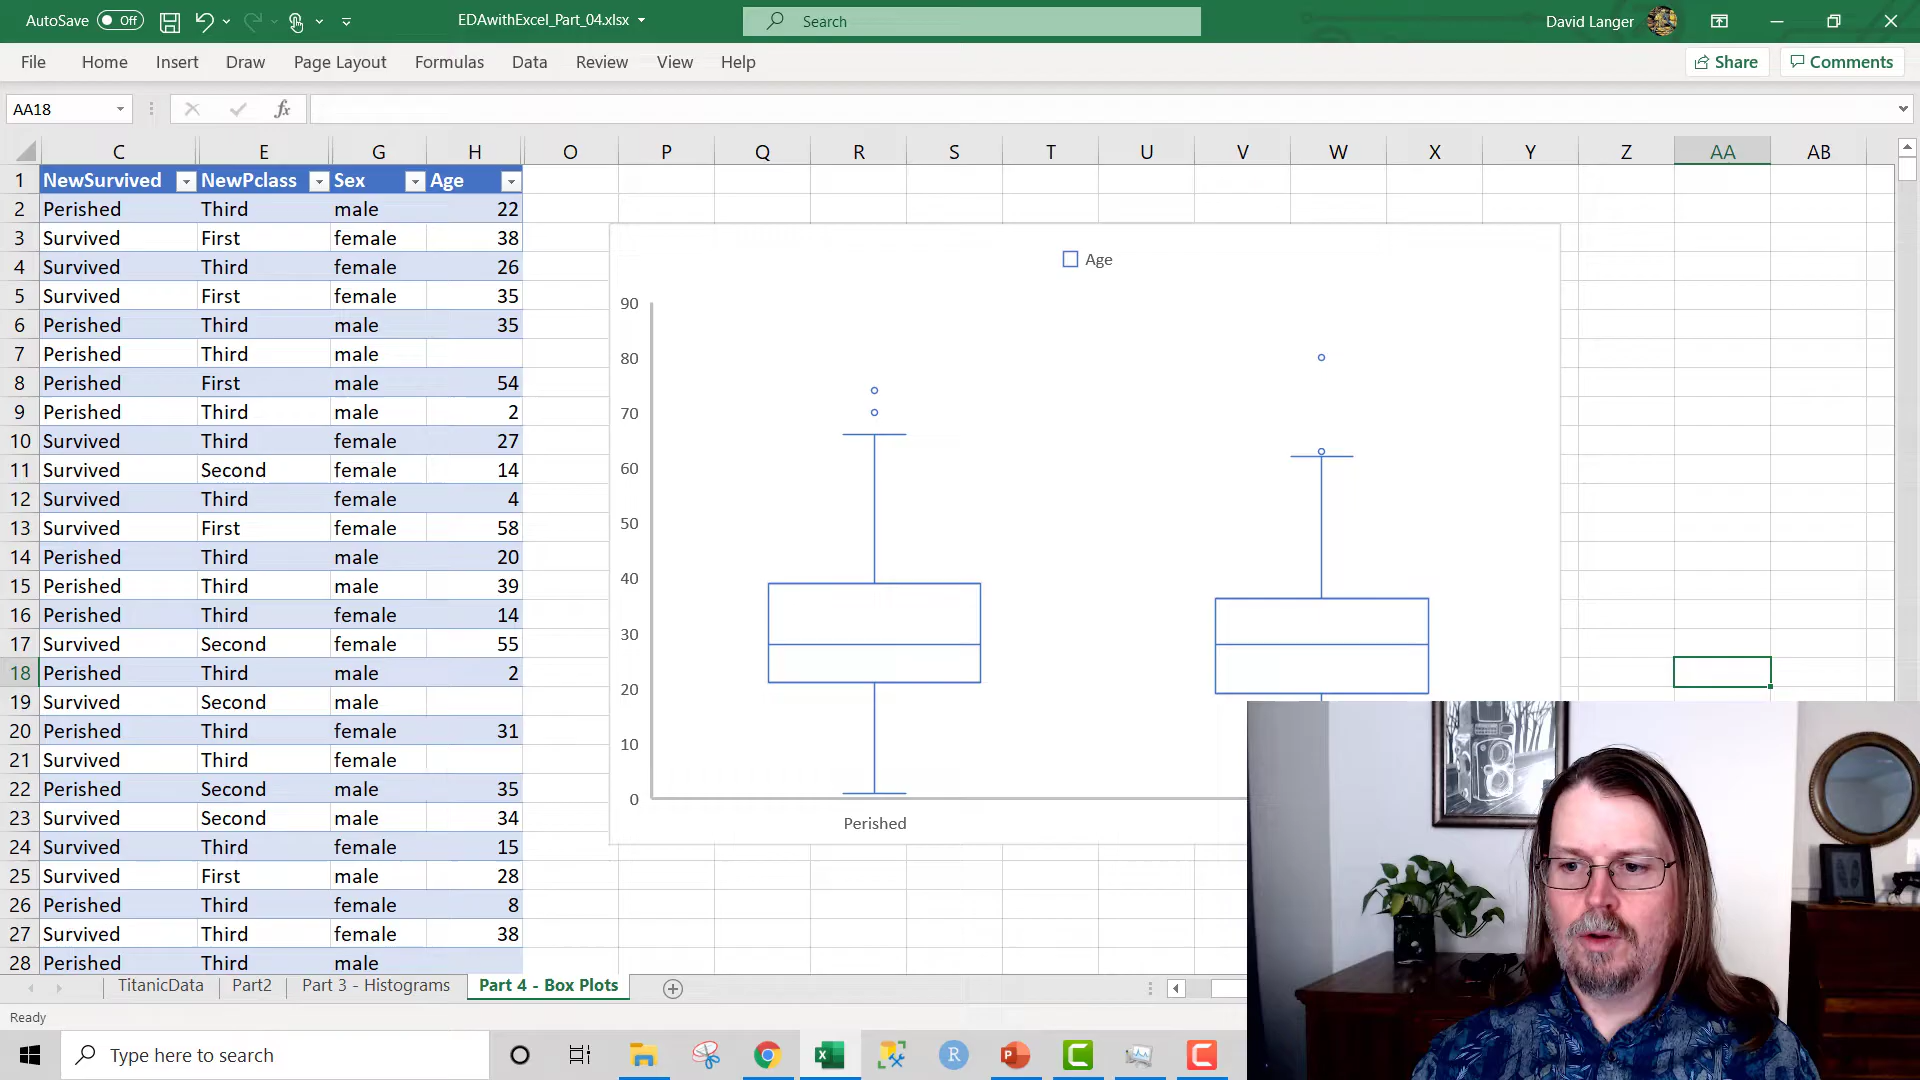 AutoSave Off EDAwithExcel_Part_04.xlsx Search David Langer
File Home Insert Draw Page Layout Formulas Data Review View Help Share Comments
AA18 fx
C E G H O P Q R S T U V W X Y Z AA AB
1 NewSurvived NewPclass Sex Age
2 Perished Third male 22
3 Survived First female 38
4 Survived Third female 26
5 Survived First female 35
6 Perished Third male 35
7 Perished Third male
8 Perished First male 54
9 Perished Third male 2
10 Survived Third female 27
11 Survived Second female 14
12 Survived Third female 4
13 Survived First female 58
14 Perished Third male 20
15 Perished Third male 39
16 Perished Third female 14
17 Survived Second female 55
18 Perished Third male 2
19 Survived Second male
20 Perished Third female 31
21 Survived Third female
22 Perished Second male 35
23 Survived Second male 34
24 Survived Third female 15
25 Survived First male 28
26 Perished Third female 8
27 Survived Third female 38
28 Perished Third male
Age
90
80
70
60
50
40
30
20
10
0
Perished
TitanicData Part2 Part 3 - Histograms Part 4 - Box Plots
Ready
Type here to search